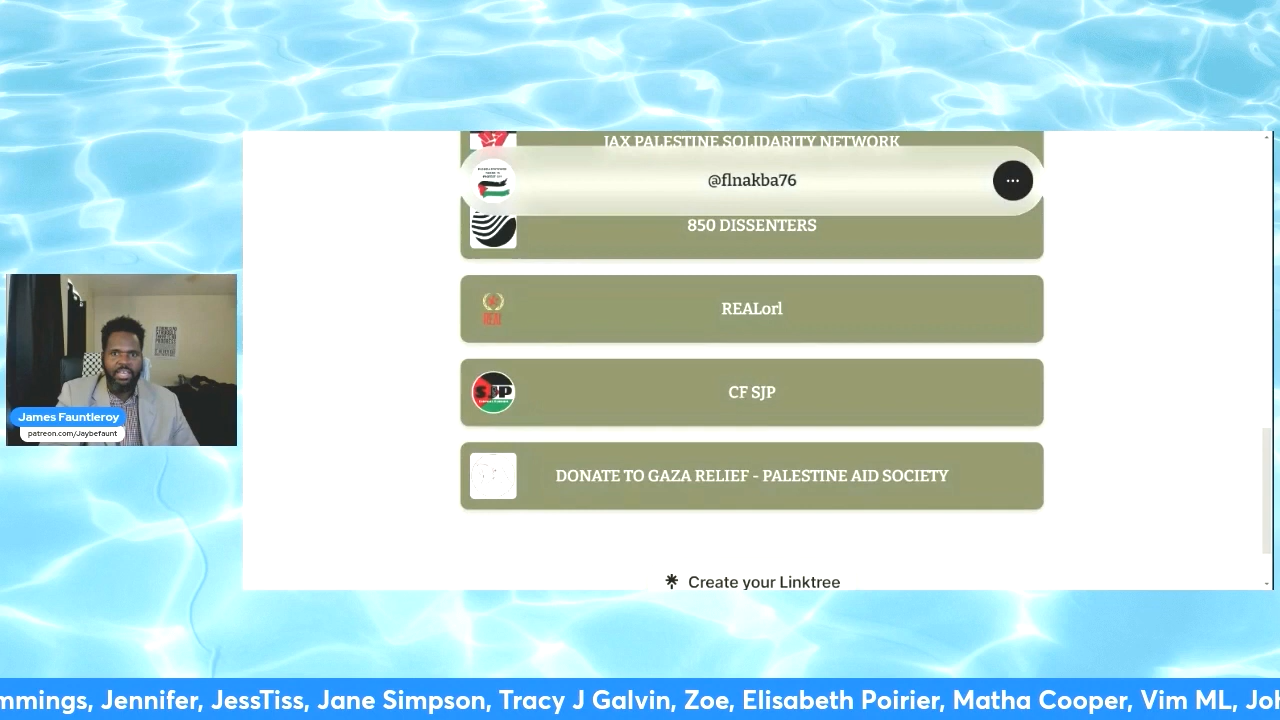 JAX PALESTINE SOLIDARITY NETWORK
@flnakba76
850 DISSENTERS
REALorl
REAL
CF SJP
SJP
DONATE TO GAZA RELIEF - PALESTINE AID SOCIETY
Create your Linktree
James Fauntleroy
patreon.com/Jaybefaunt
mmings, Jennifer, JessTiss, Jane Simpson, Tracy J Galvin, Zoe, Elisabeth Poirier, Matha Cooper, Vim ML, Joh